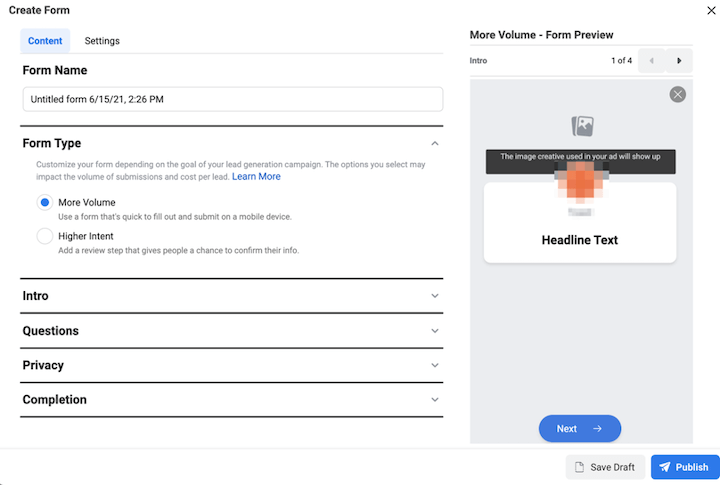 Create Form
Content
Settings
Form Name
Untitled form 6/15/21, 2:26 PM
Form Type
Customize your form depending on the goal of your lead generation campaign. The options you select may
impact the volume of submissions and cost per lead. Learn More
More Volume
Use a form that's quick to fill out and submit on a mobile device.
Higher Intent
Add a review step that gives people a chance to confirm their info.
Intro
Questions
Privacy
Completion
More Volume - Form Preview
Intro
1 of 4
The image creative used in your ad will show up
Headline Text
Next
Save Draft
Publish